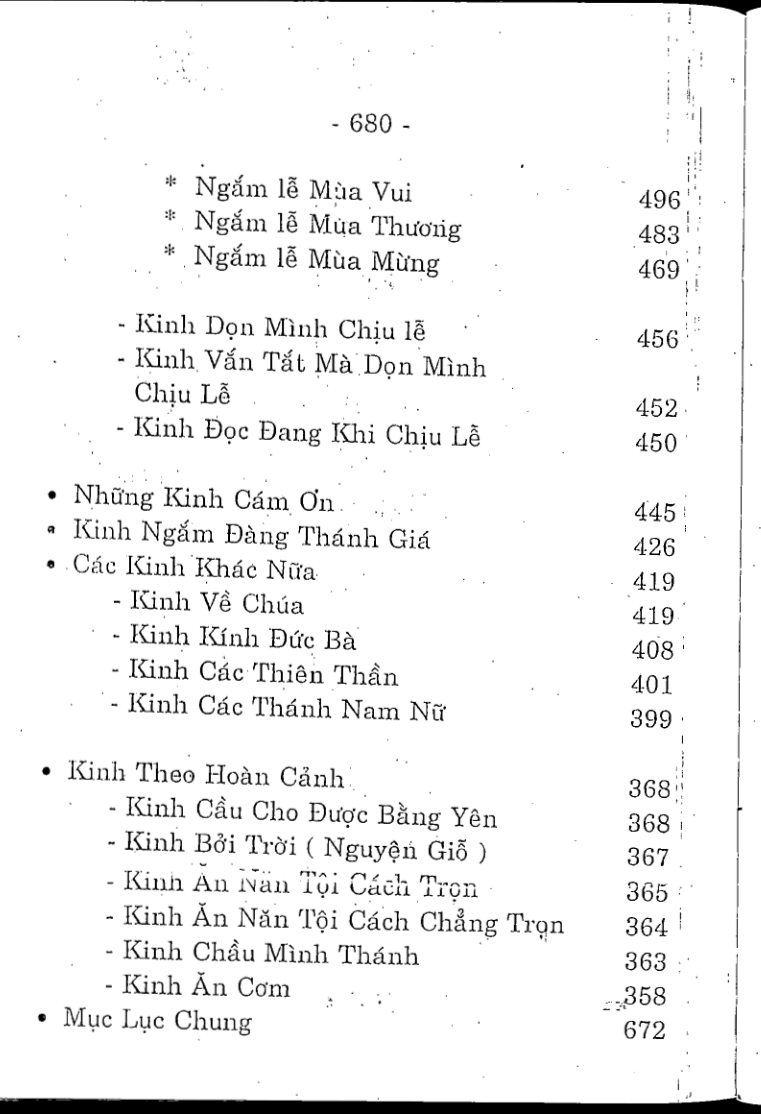 - 680 -
* Ngắm lễ Mùa Vui 496
* Ngắm lễ Mùa Thương 483
* Ngắm lễ Mùa Mừng 469
- Kinh Dọn Mình Chịu lễ 456
- Kinh Vắn Tắt Mà Dọn Mình
Chịu Lễ 452
- Kinh Đọc Đang Khi Chịu Lễ 450
• Những Kinh Cám Ơn 445
• Kinh Ngắm Đàng Thánh Giá 426
• Các Kinh Khác Nữa 419
- Kinh Về Chúa 419
- Kinh Kính Đức Bà 408
- Kinh Các Thiên Thần 401
- Kinh Các Thánh Nam Nữ 399
• Kinh Theo Hoàn Cảnh 368
- Kinh Cầu Cho Được Bằng Yên 368
- Kinh Bởi Trời ( Nguyện Giỗ ) 367
- Kinh Ăn Năn Tội Cách Trọn 365
- Kinh Ăn Năn Tội Cách Chẳng Trọn 364
- Kinh Chầu Mình Thánh 363
- Kinh Ăn Cơm 358
• Mục Lục Chung 672